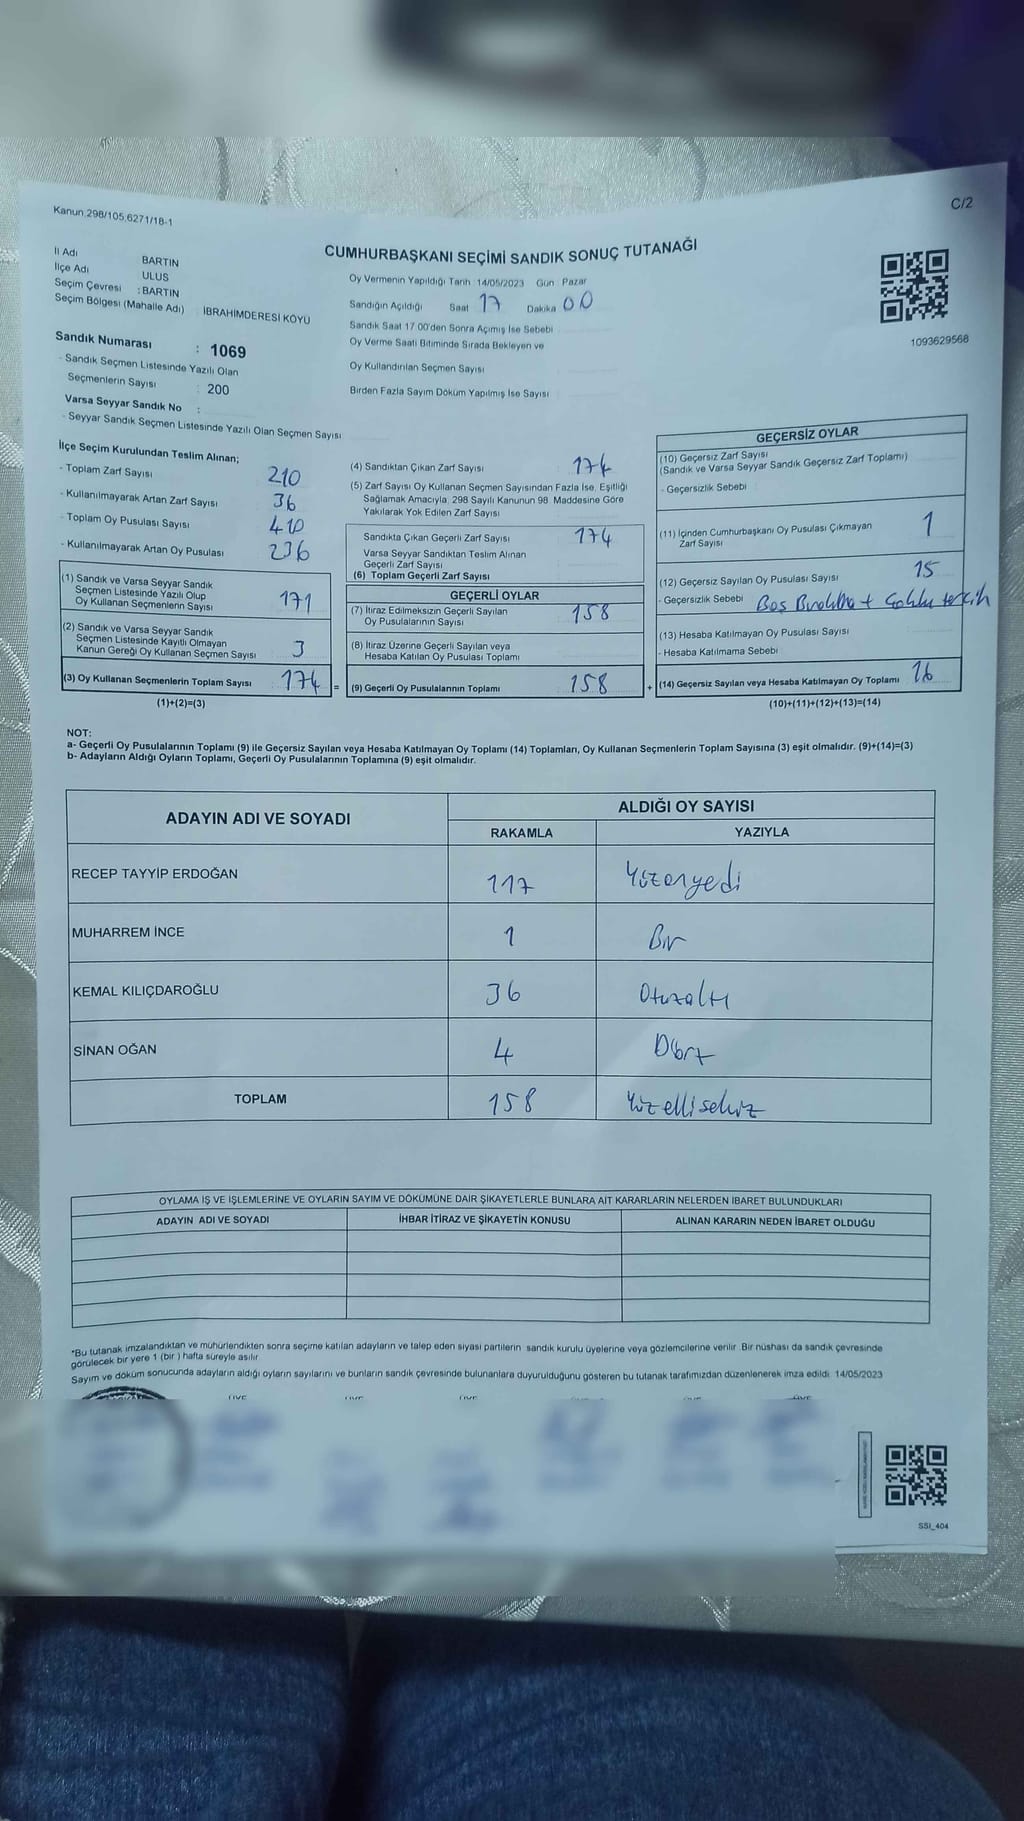 Kanun,298/105,6271/18-1
C/2
CUMHURBAŞKANI SEÇİMİ SANDIK SONUÇ TUTANAĞI
İl Adı BARTIN
İlçe Adı ULUS
Seçim Çevresi : BARTIN
Seçim Bölgesi (Mahalle Adı) İBRAHİMDERESİ KÖYÜ
Sandık Numarası : 1069
- Sandık Seçmen Listesinde Yazılı Olan
Seçmenlerin Sayısı 200
Varsa Seyyar Sandık No :
- Seyyar Sandık Seçmen Listesinde Yazılı Olan Seçmen Sayısı
Oy Vermenin Yapıldığı Tarih 14/05/2023 Gün Pazar
Sandığın Açıldığı Saat 17 Dakika 00
Sandık Saat 17 00'den Sonra Açımış İse Sebebi
Oy Verme Saati Bitiminde Sırada Bekleyen ve
Oy Kullandırılan Seçmen Sayısı
Birden Fazla Sayım Döküm Yapılmış İse Sayısı
1093629568
İlçe Seçim Kurulundan Teslim Alınan;
- Toplam Zarf Sayısı 210
- Kullanılmayarak Artan Zarf Sayısı 36
- Toplam Oy Pusulası Sayısı 410
- Kullanılmayarak Artan Oy Pusulası 236
(1) Sandık ve Varsa Seyyar Sandık
Seçmen Listesinde Yazılı Olup
Oy Kullanan Seçmenlerin Sayısı 171
(2) Sandık ve Varsa Seyyar Sandık
Seçmen Listesinde Kayıtlı Olmayan
Kanun Gereği Oy Kullanan Seçmen Sayısı 3
(3) Oy Kullanan Seçmenlerin Toplam Sayısı 174 =
(1)+(2)=(3)
(4) Sandıktan Çıkan Zarf Sayısı 174
(5) Zarf Sayısı Oy Kullanan Seçmen Sayısından Fazla İse, Eşitliği
Sağlamak Amacıyla, 298 Sayılı Kanunun 98 Maddesine Göre
Yakılarak Yok Edilen Zarf Sayısı
Sandıkta Çıkan Geçerli Zarf Sayısı 174
Varsa Seyyar Sandıktan Teslim Alınan
Geçerli Zarf Sayısı
(6) Toplam Geçerli Zarf Sayısı
GEÇERLİ OYLAR
(7) İtiraz Edilmeksizin Geçerli Sayılan
Oy Pusulalarının Sayısı 158
(8) İtiraz Üzerine Geçerli Sayılan veya
Hesaba Katılan Oy Pusulası Toplamı
(9) Geçerli Oy Pusulalarının Toplamı 158 +
GEÇERSİZ OYLAR
(10) Geçersiz Zarf Sayısı
(Sandık ve Varsa Seyyar Sandık Geçersiz Zarf Toplamı)
- Geçersizlik Sebebi
(11) İçinden Cumhurbaşkanı Oy Pusulası Çıkmayan
Zarf Sayısı 1
(12) Geçersiz Sayılan Oy Pusulası Sayısı 15
- Geçersizlik Sebebi Boş Bırakma + Çoklu tercih
(13) Hesaba Katılmayan Oy Pusulası Sayısı
- Hesaba Katılmama Sebebi
(14) Geçersiz Sayılan veya Hesaba Katılmayan Oy Toplamı 16
(10)+(11)+(12)+(13)=(14)
NOT:
a- Geçerli Oy Pusulalarının Toplamı (9) ile Geçersiz Sayılan veya Hesaba Katılmayan Oy Toplamı (14) Toplamları, Oy Kullanan Seçmenlerin Toplam Sayısına (3) eşit olmalıdır. (9)+(14)=(3)
b- Adayların Aldığı Oyların Toplamı, Geçerli Oy Pusulalarının Toplamına (9) eşit olmalıdır.
ADAYIN ADI VE SOYADI ALDIĞI OY SAYISI
RAKAMLA YAZIYLA
RECEP TAYYİP ERDOĞAN 117 Yüzonyedi
MUHARREM İNCE 1 Bir
KEMAL KILIÇDAROĞLU 36 Otuzaltı
SİNAN OĞAN 4 Dört
TOPLAM 158 Yüzellisekiz
OYLAMA İŞ VE İŞLEMLERİNE VE OYLARIN SAYIM VE DÖKÜMÜNE DAİR ŞİKAYETLERLE BUNLARA AİT KARARLARIN NELERDEN İBARET BULUNDUKLARI
ADAYIN ADI VE SOYADI İHBAR İTİRAZ VE ŞİKAYETİN KONUSU ALINAN KARARIN NEDEN İBARET OLDUĞU
*Bu tutanak imzalandıktan ve mühürlendikten sonra seçime katılan adayların ve talep eden siyasi partilerin sandık kurulu üyelerine veya gözlemcilerine verilir. Bir nüshası da sandık çevresinde
görülecek bir yere 1 (bir ) hafta süreyle asılır.
Sayım ve döküm sonucunda adayların aldığı oyların sayılarını ve bunların sandık çevresinde bulunanlara duyurulduğunu gösteren bu tutanak tarafımızdan düzenlenerek imza edildi. 14/05/2023
SSI_404